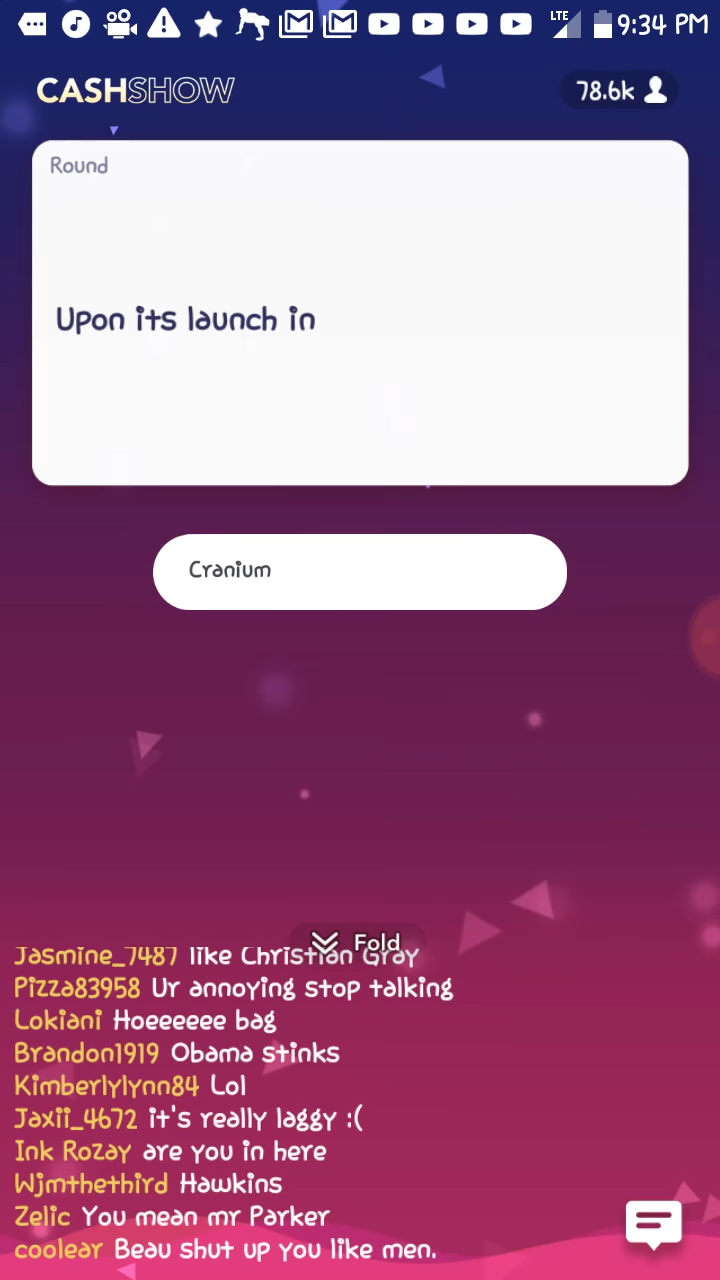 LTE 9:34 PM
CASHSHOW
78.6k
Round
Upon its launch in
Cranium
Fold
Jasmine_7487 like Christian Gray
Pizza83958 Ur annoying stop talking
Lokiani Hoeeeeee bag
Brandon1919 Obama stinks
Kimberlylynn84 Lol
Jaxii_4672 it's really laggy :(
Ink Rozay are you in here
Wjmthethird Hawkins
Zelic You mean mr Parker
coolear Beau shut up you like men.